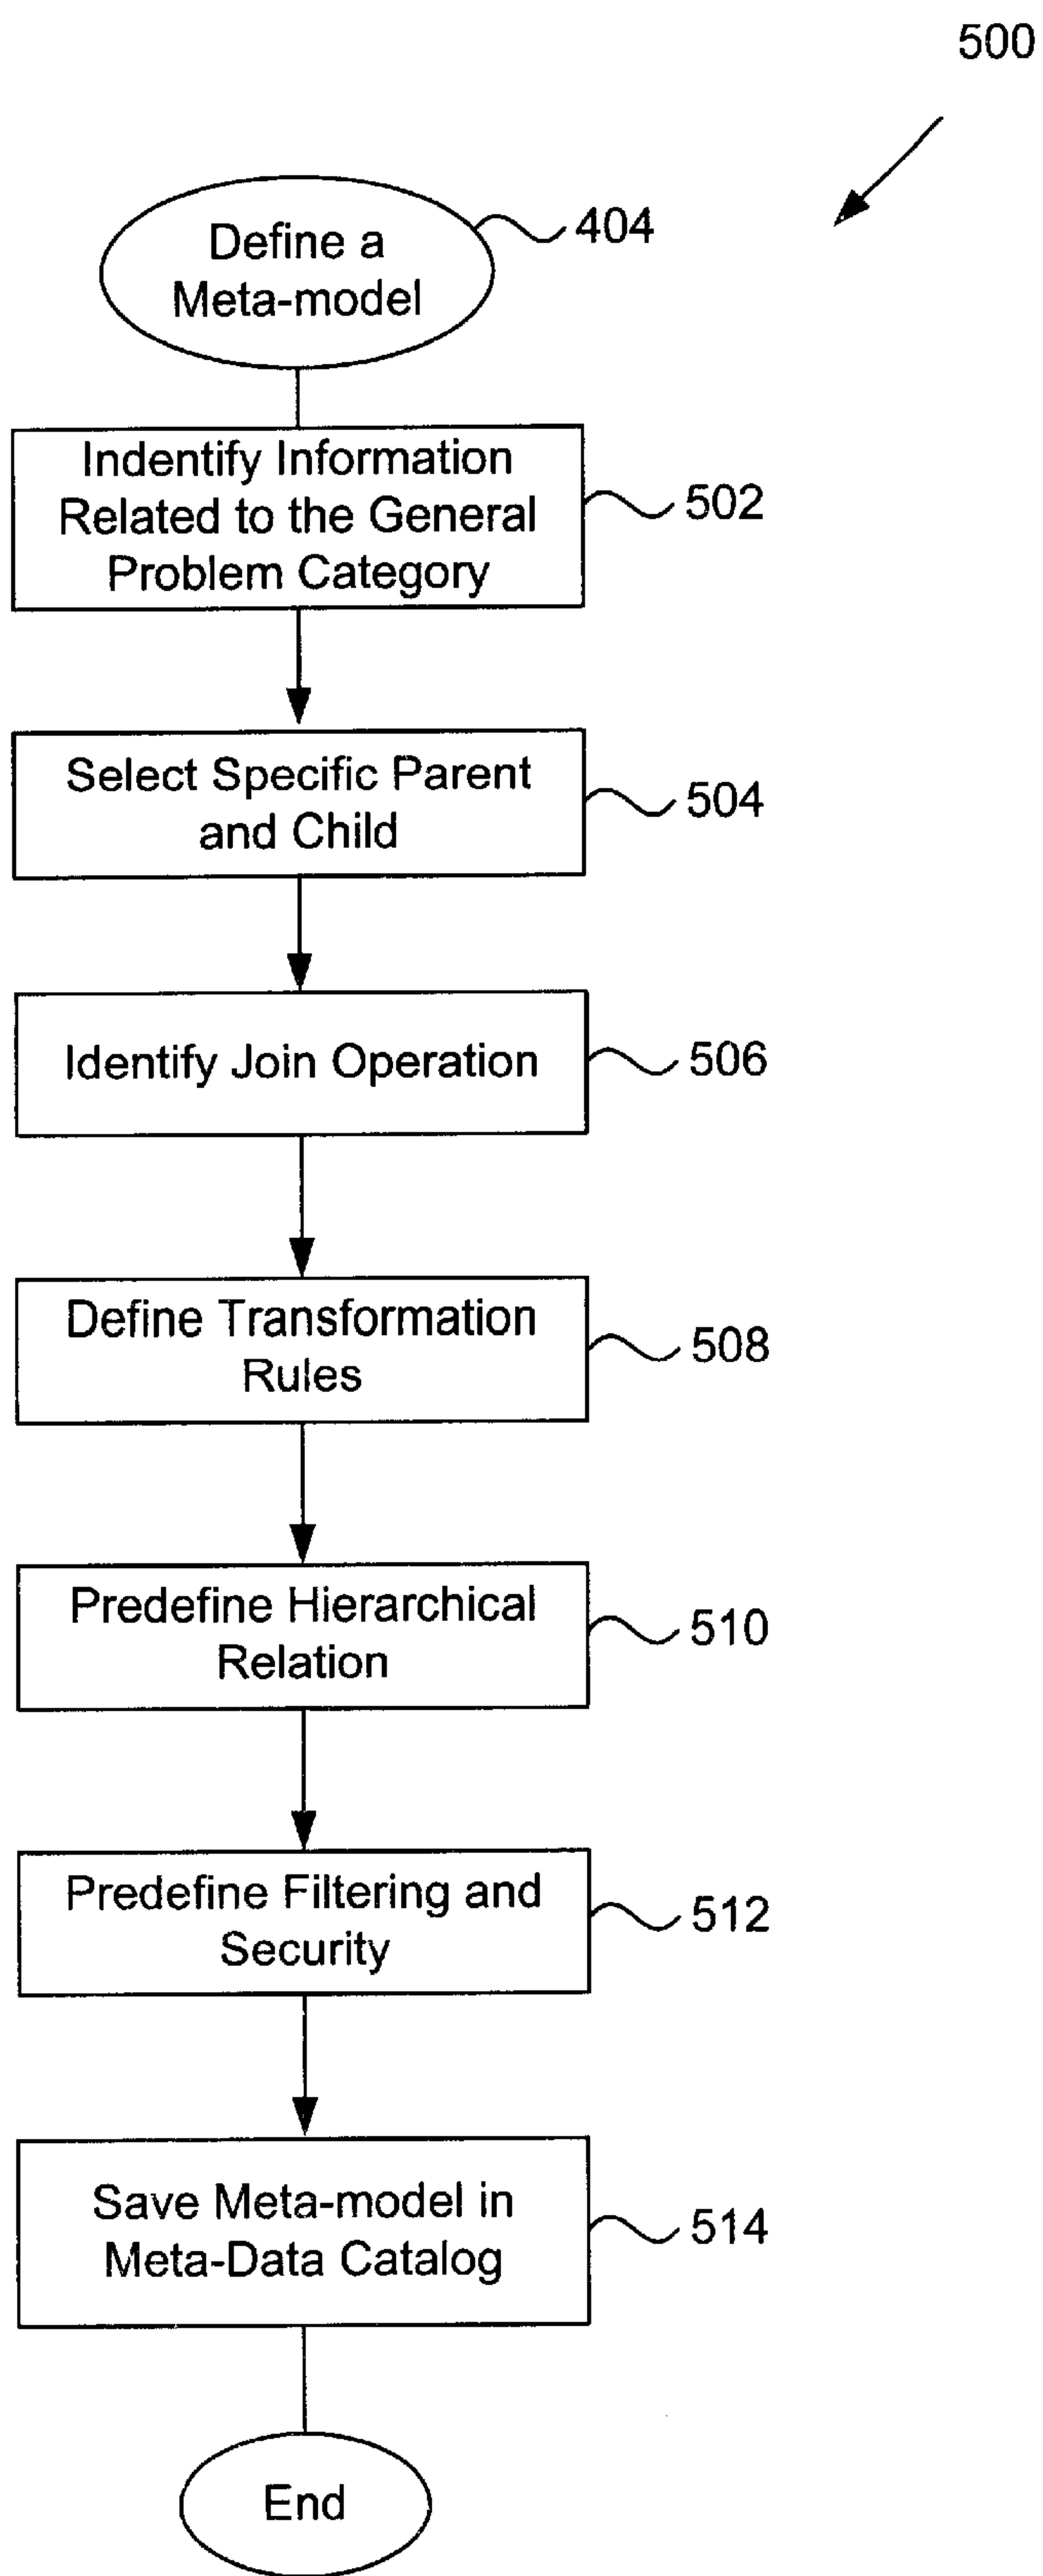 500
Define a
Meta-model
404
Indentify Information
Related to the General
Problem Category
502
Select Specific Parent
and Child
504
Identify Join Operation
506
Define Transformation
Rules
508
Predefine Hierarchical
Relation
510
Predefine Filtering and
Security
512
Save Meta-model in
Meta-Data Catalog
514
End